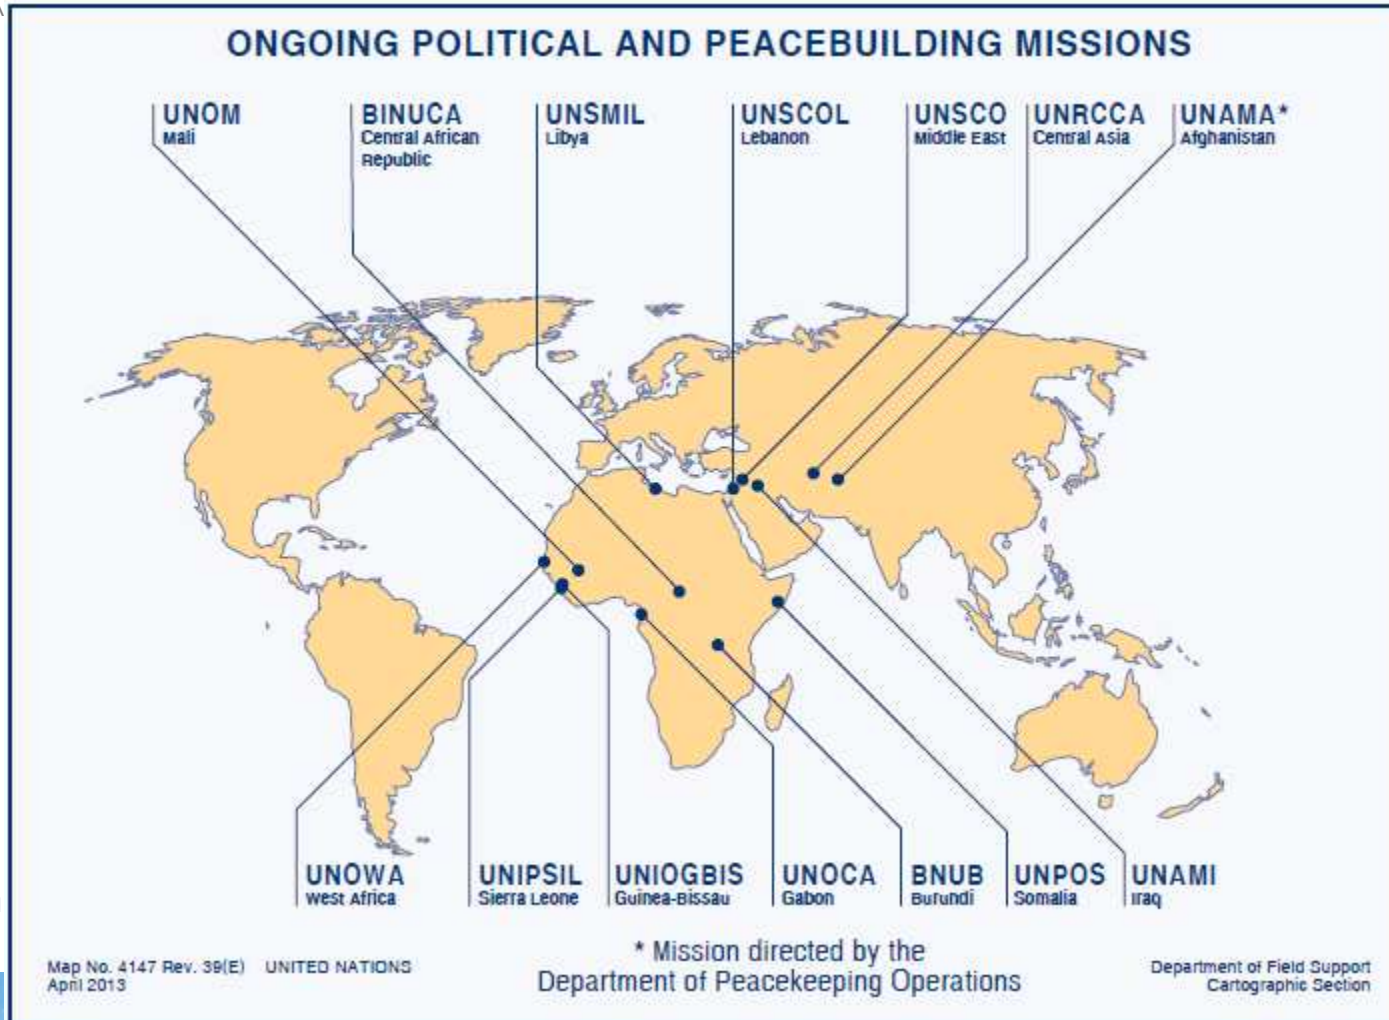 ONGOING POLITICAL AND PEACEBUILDING MISSIONS
UNOM
Mali
BINUCA
Central African
Republic
UNSMIL
Libya
UNSCOL
Lebanon
UNSCO
Middle East
UNRCCA
Central Asia
UNAMA*
Afghanistan
UNOWA
West Africa
UNIPSIL
Sierra Leone
UNIOGBIS
Guinea-Bissau
UNOCA
Gabon
BNUB
Burundi
UNPOS
Somalia
UNAMI
Iraq
* Mission directed by the
Department of Peacekeeping Operations
Map No. 4147 Rev. 39(E) UNITED NATIONS
April 2013
Department of Field Support
Cartographic Section